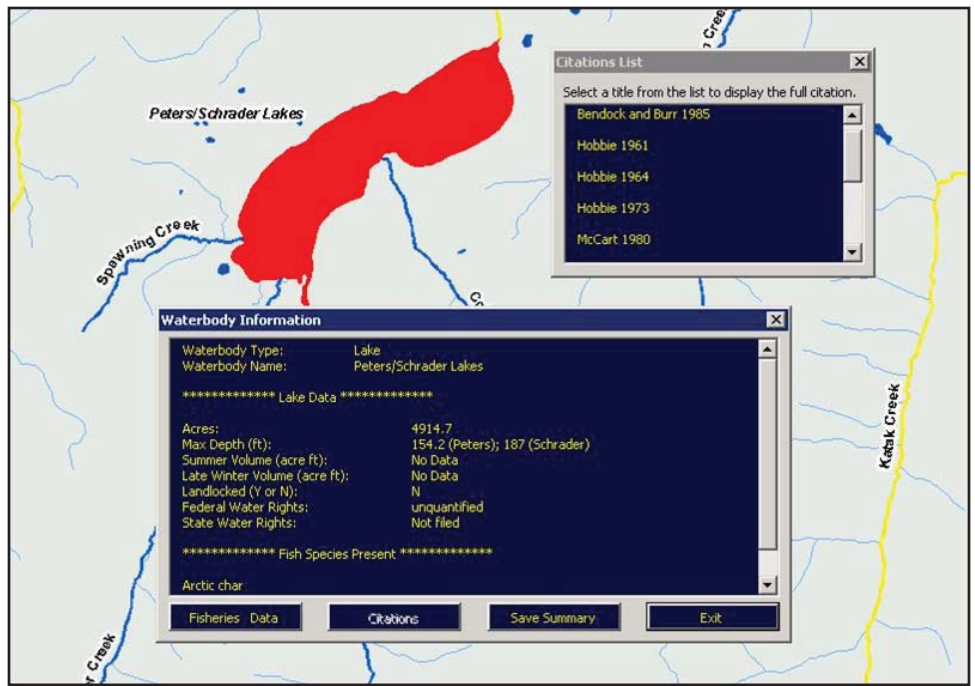 Cree
Citations List
Select a title from the list to display the full citation.
Bendock and Burr 1985
Hobbie 1961
Hobbie 1964
Hobbie 1973
McCart 1980
Peters/Schrader Lakes
Spawning Creek
Co
Waterbody Information
Waterbody Type: Lake
Waterbody Name: Peters/Schrader Lakes
************* Lake Data *************
Acres: 4914.7
Max Depth (ft): 154.2 (Peters); 187 (Schrader)
Summer Volume (acre ft): No Data
Late Winter Volume (acre ft): No Data
Landlocked (Y or N): N
Federal Water Rights: unquantified
State Water Rights: Not filed
************* Fish Species Present *************
Arctic char
Fisheries Data Citations Save Summary Exit
Katak Creek
r Creek